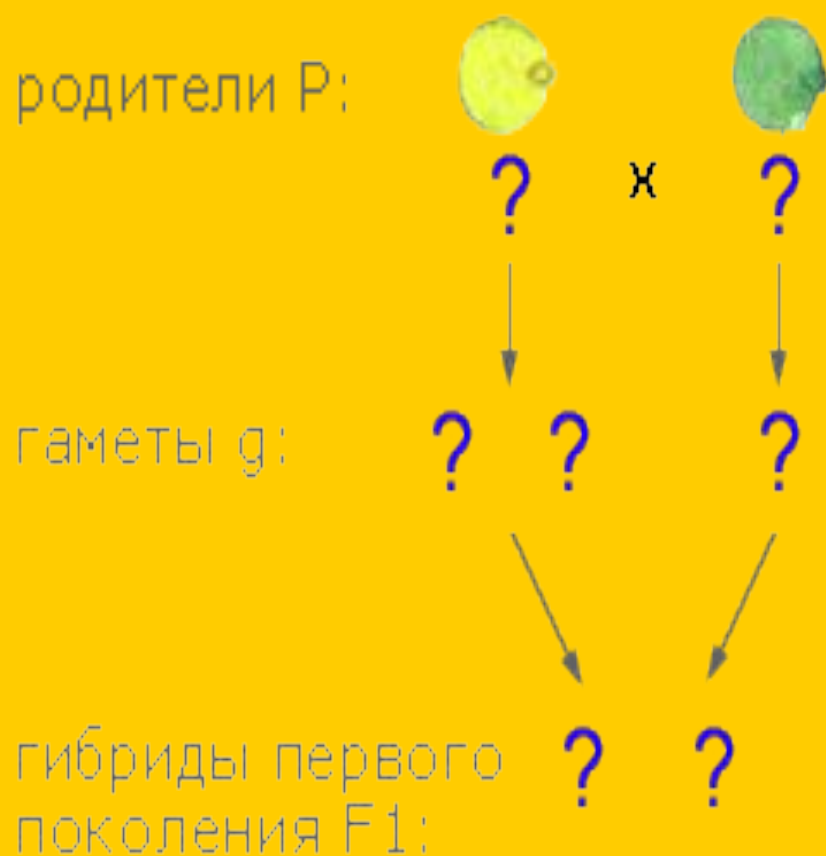 родители P:
? x ?
гаметы g:
? ? ?
гибриды первого ? ?
поколения F1: